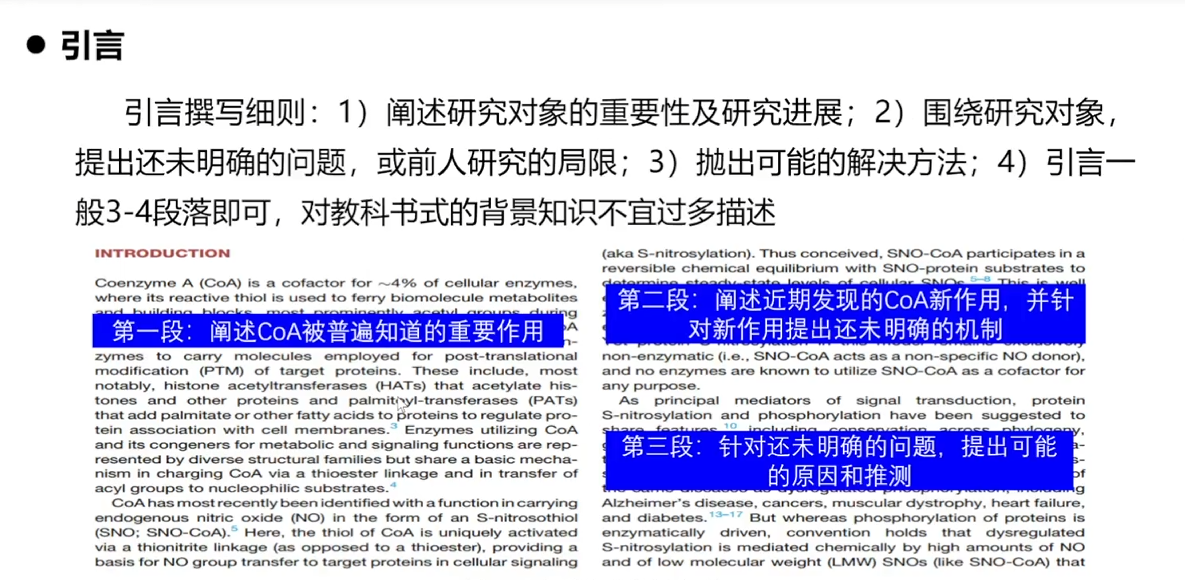 ● 引言
引言撰写细则：1）阐述研究对象的重要性及研究进展；2）围绕研究对象，
提出还未明确的问题，或前人研究的局限；3）抛出可能的解决方法；4）引言一
般3-4段落即可，对教科书式的背景知识不宜过多描述
INTRODUCTION
Coenzyme A (CoA) is a cofactor for ~4% of cellular enzymes,
where its reactive thiol is used to ferry biomolecule metabolites
and building blocks, most prominently acetyl groups during
第一段：阐述CoA被普遍知道的重要作用
zymes to carry molecules employed for post-translational
modification (PTM) of target proteins. These include, most
notably, histone acetyltransferases (HATs) that acetylate his-
tones and other proteins and palmitoyl-transferases (PATs)
that add palmitate or other fatty acids to proteins to regulate pro-
tein association with cell membranes.3 Enzymes utilizing CoA
and its congeners for metabolic and signaling functions are rep-
resented by diverse structural families but share a basic mecha-
nism in charging CoA via a thioester linkage and in transfer of
acyl groups to nucleophilic substrates.4
CoA has most recently been identified with a function in carrying
endogenous nitric oxide (NO) in the form of an S-nitrosothiol
(SNO; SNO-CoA).5 Here, the thiol of CoA is uniquely activated
via a thionitrite linkage (as opposed to a thioester), providing a
basis for NO group transfer to target proteins in cellular signaling
(aka S-nitrosylation). Thus conceived, SNO-CoA participates in a
reversible chemical equilibrium with SNO-protein substrates to
determine steady-state levels of cellular SNOs.5–8 This is well
第二段：阐述近期发现的CoA新作用，并针
对新作用提出还未明确的机制
non-enzymatic (i.e., SNO-CoA acts as a non-specific NO donor),
and no enzymes are known to utilize SNO-CoA as a cofactor for
any purpose.
As principal mediators of signal transduction, protein
S-nitrosylation and phosphorylation have been suggested to
share features,10 including conservation across phylogeny,
第三段：针对还未明确的问题，提出可能
的原因和推测
Alzheimer's disease, cancers, muscular dystrophy, heart failure,
and diabetes.13–17 But whereas phosphorylation of proteins is
enzymatically driven, convention holds that dysregulated
S-nitrosylation is mediated chemically by high amounts of NO
and of low molecular weight (LMW) SNOs (like SNO-CoA) that